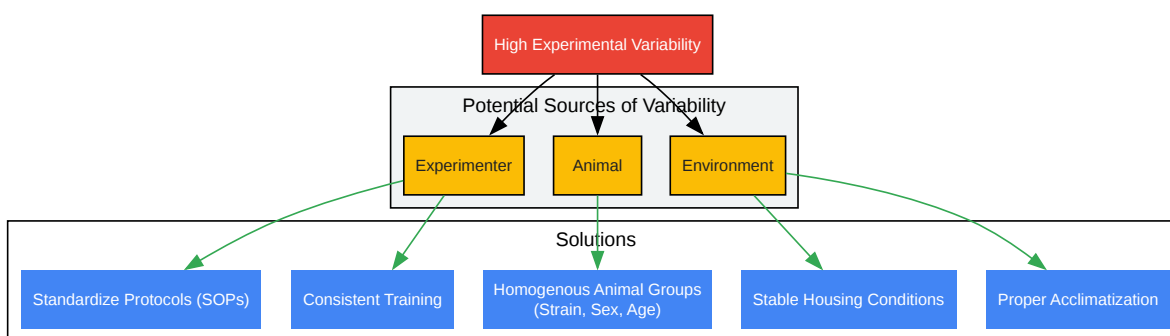 High Experimental Variability
Potential Sources of Variability
Experimenter
Animal
Environment
Solutions
Standardize Protocols (SOPs)
Consistent Training
Homogenous Animal Groups
(Strain, Sex, Age)
Stable Housing Conditions
Proper Acclimatization